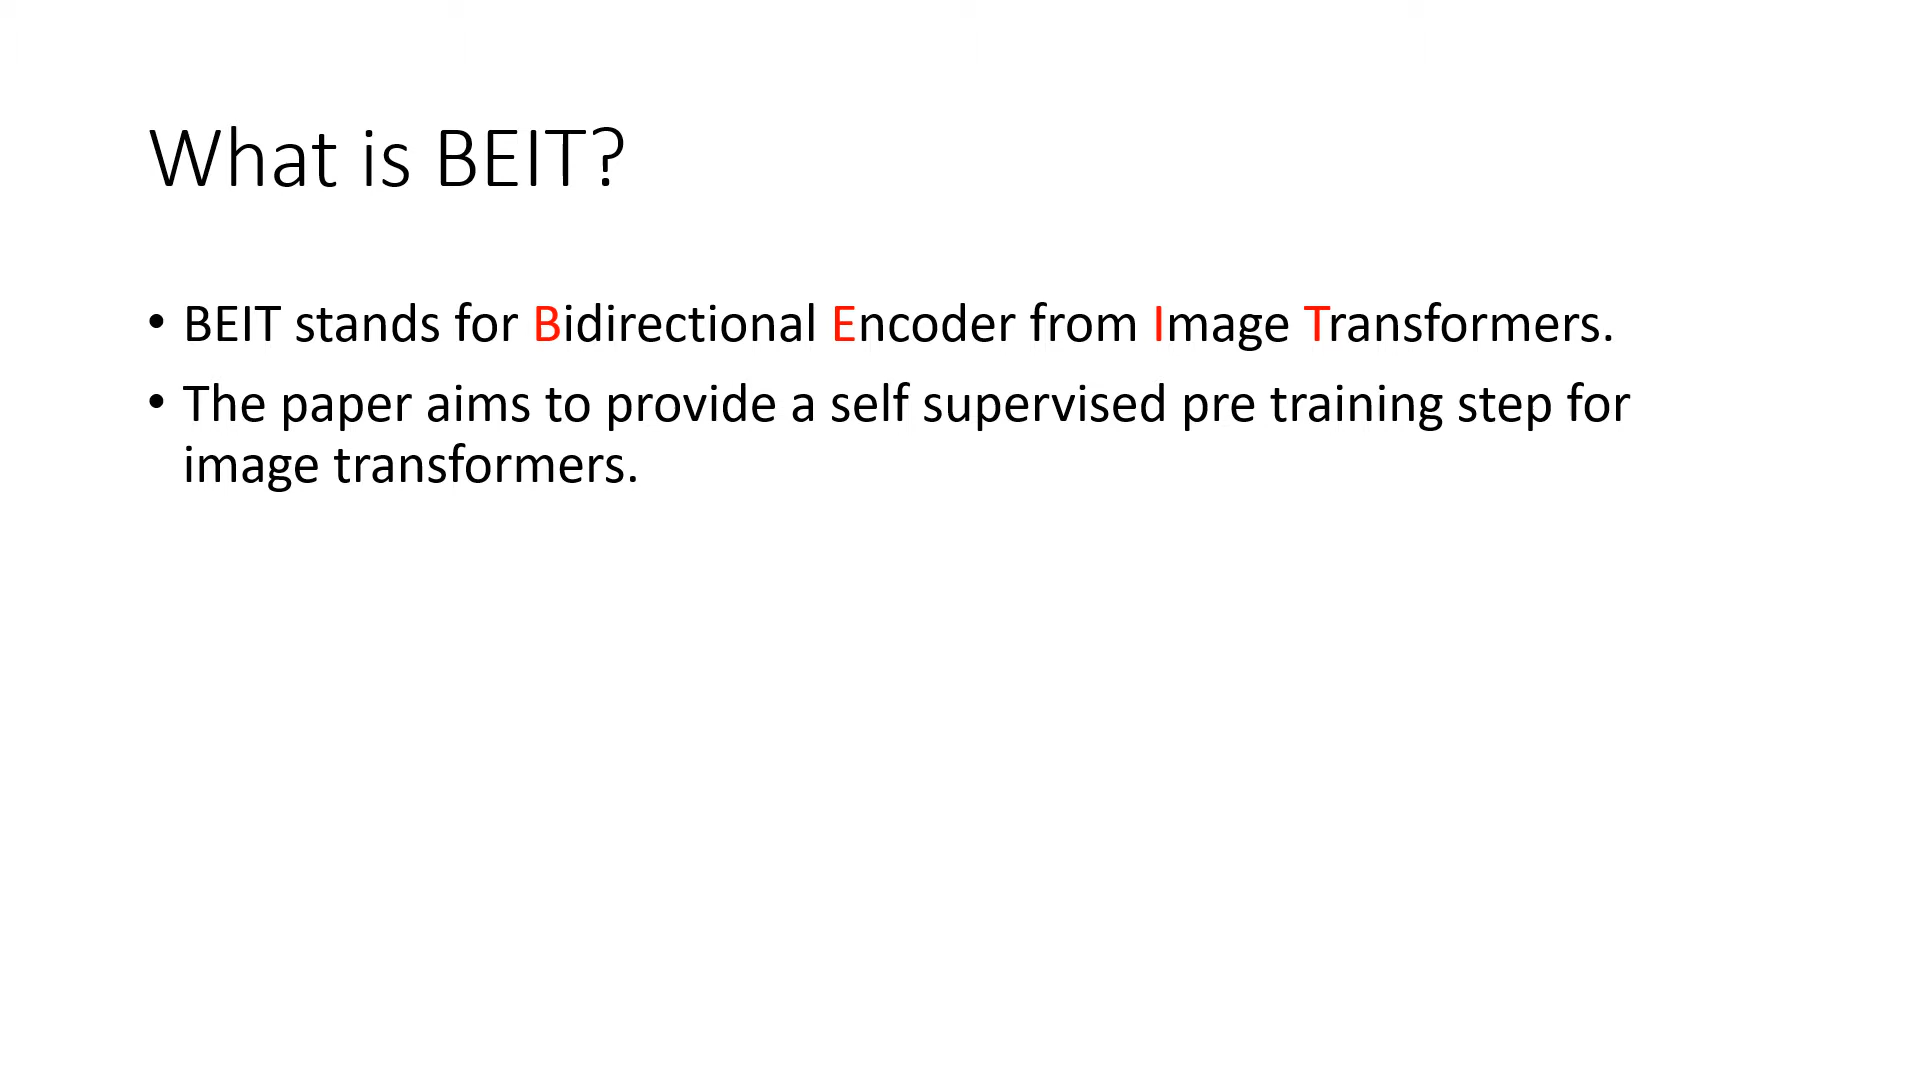 What is BEIT?
• BEIT stands for Bidirectional Encoder from Image Transformers.
• The paper aims to provide a self supervised pre training step for
image transformers.